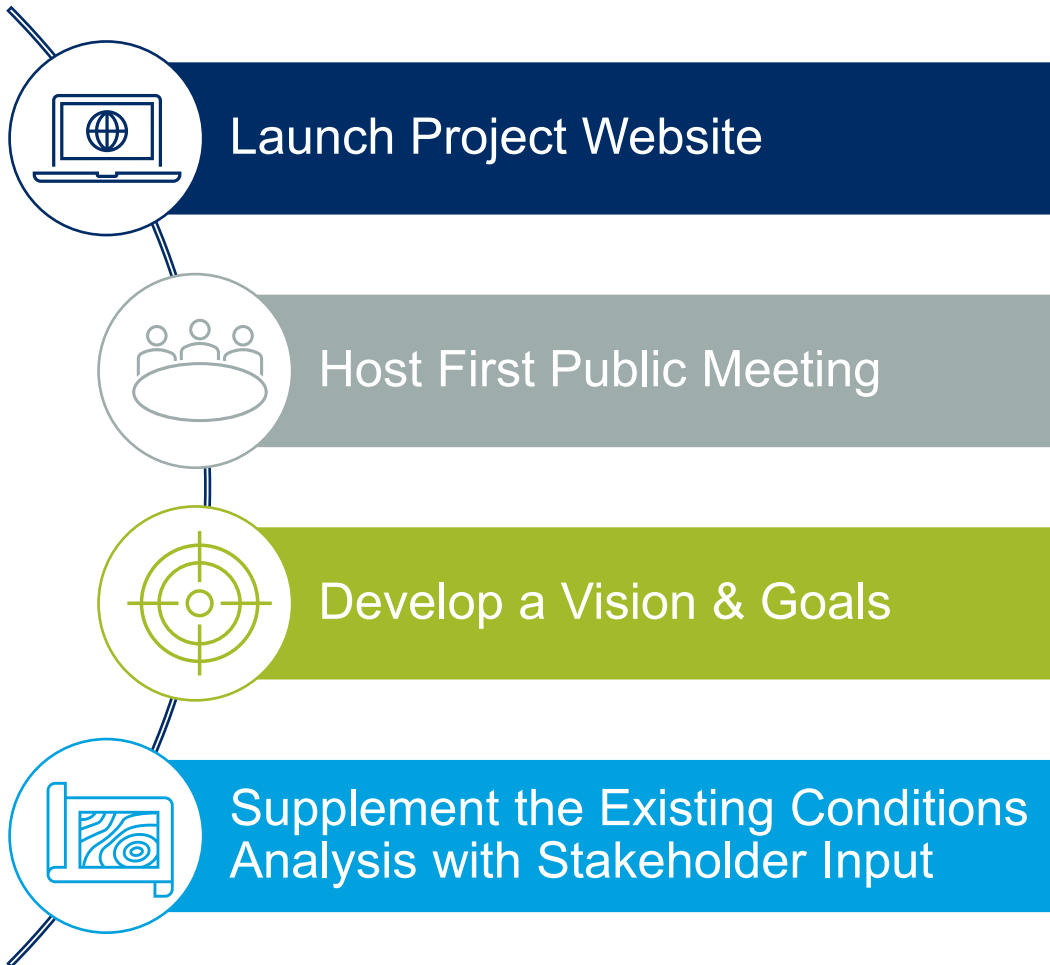 Launch Project Website
Host First Public Meeting
Develop a Vision & Goals
Supplement the Existing Conditions
Analysis with Stakeholder Input